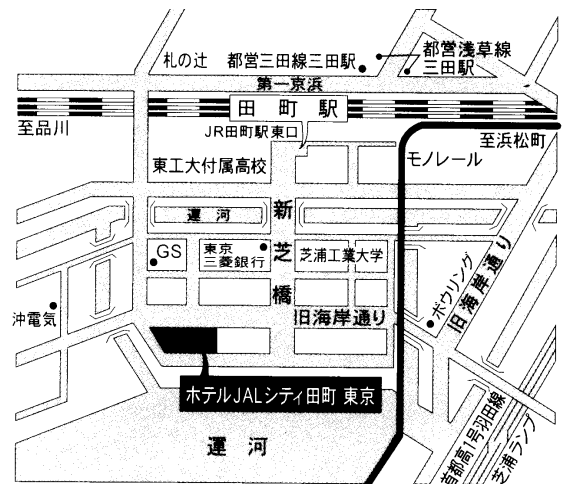 札の辻
都営三田線三田駅
都営浅草線
三田駅
第一京浜
田町駅
至品川
JR田町駅東口
至浜松町
東工大付属高校
モノレール
運河
新芝橋
GS
東京
三菱銀行
芝浦工業大学
ボウリング
旧海岸通り
沖電気
旧海岸通り
ホテルJALシティ田町 東京
運河
首都高1号羽田線
芝浦ランプ